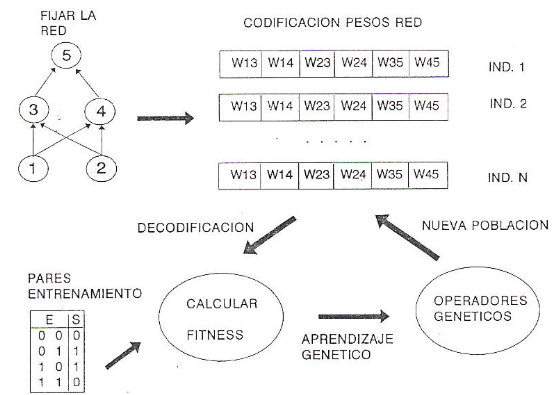 FIJAR LA
RED
CODIFICACION PESOS RED
5
3 4
1 2
W13 W14 W23 W24 W35 W45 IND. 1
W13 W14 W23 W24 W35 W45 IND. 2
. . . . .
W13 W14 W23 W24 W35 W45 IND. N
DECODIFICACION
NUEVA POBLACION
PARES
ENTRENAMIENTO
E S
0 0 0
0 1 1
1 0 1
1 1 0
CALCULAR
FITNESS
APRENDIZAJE
GENETICO
OPERADORES
GENETICOS